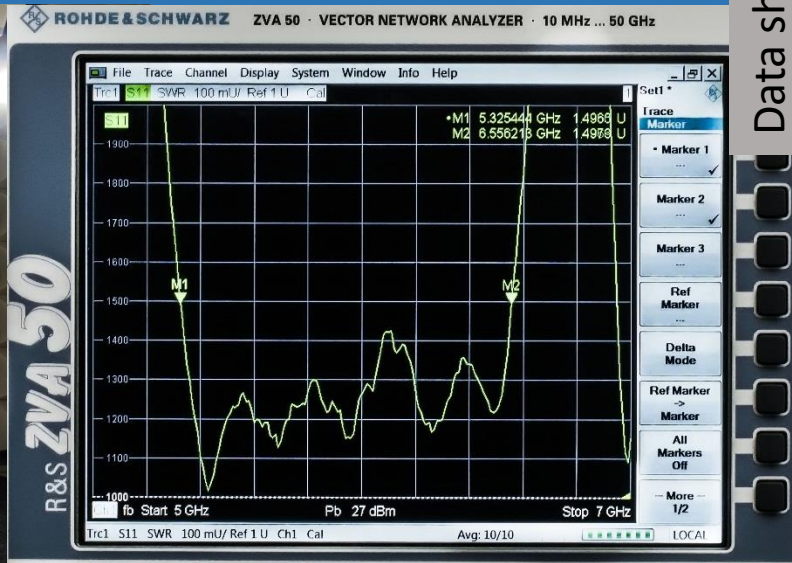 ROHDE&SCHWARZ ZVA 50 · VECTOR NETWORK ANALYZER · 10 MHz ... 50 GHz
Data sh
R&S ZVA 50
File Trace Channel Display System Window Info Help
Trc1 S11 SWR 100 mU/ Ref 1 U Cal 1
S11
•M1 5.325444 GHz 1.4966 U
M2 6.556213 GHz 1.4978 U
1900
1800
1700
1600
1500
1400
1300
1200
1100
1000
M1
M2
fb Start 5 GHz Pb 27 dBm Stop 7 GHz
Trc1 S11 SWR 100 mU/ Ref 1 U Ch1 Cal Avg: 10/10 LOCAL
Set1 *
Trace
Marker
• Marker 1
...
Marker 2
...
Marker 3
...
Ref
Marker
...
Delta
Mode
Ref Marker
->
Marker
All
Markers
Off
— More —
1/2